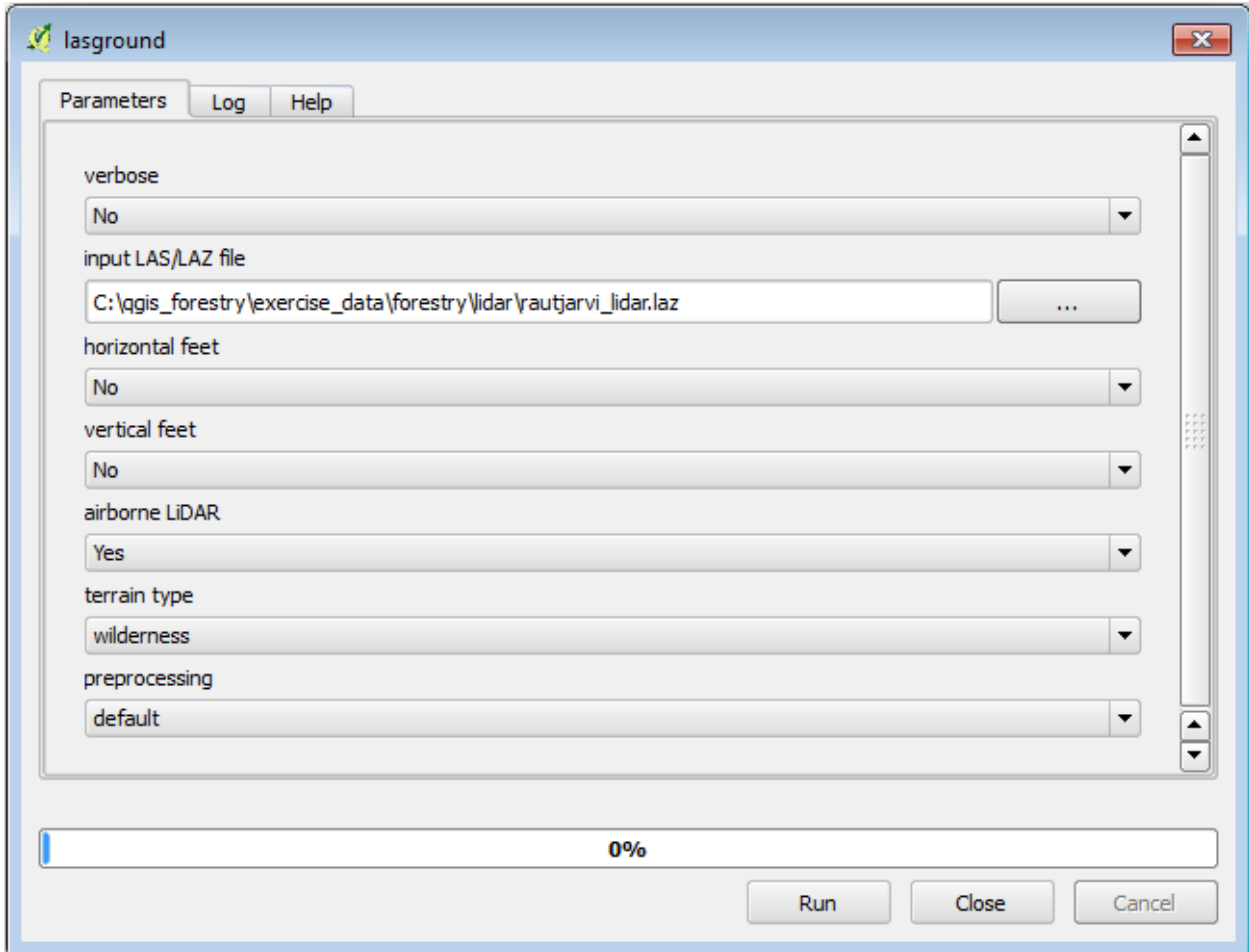 lasground
Parameters Log Help
verbose
No
input LAS/LAZ file
C:\qgis_forestry\exercise_data\forestry\lidar\rautjarvi_lidar.laz ...
horizontal feet
No
vertical feet
No
airborne LiDAR
Yes
terrain type
wilderness
preprocessing
default
0%
Run Close Cancel